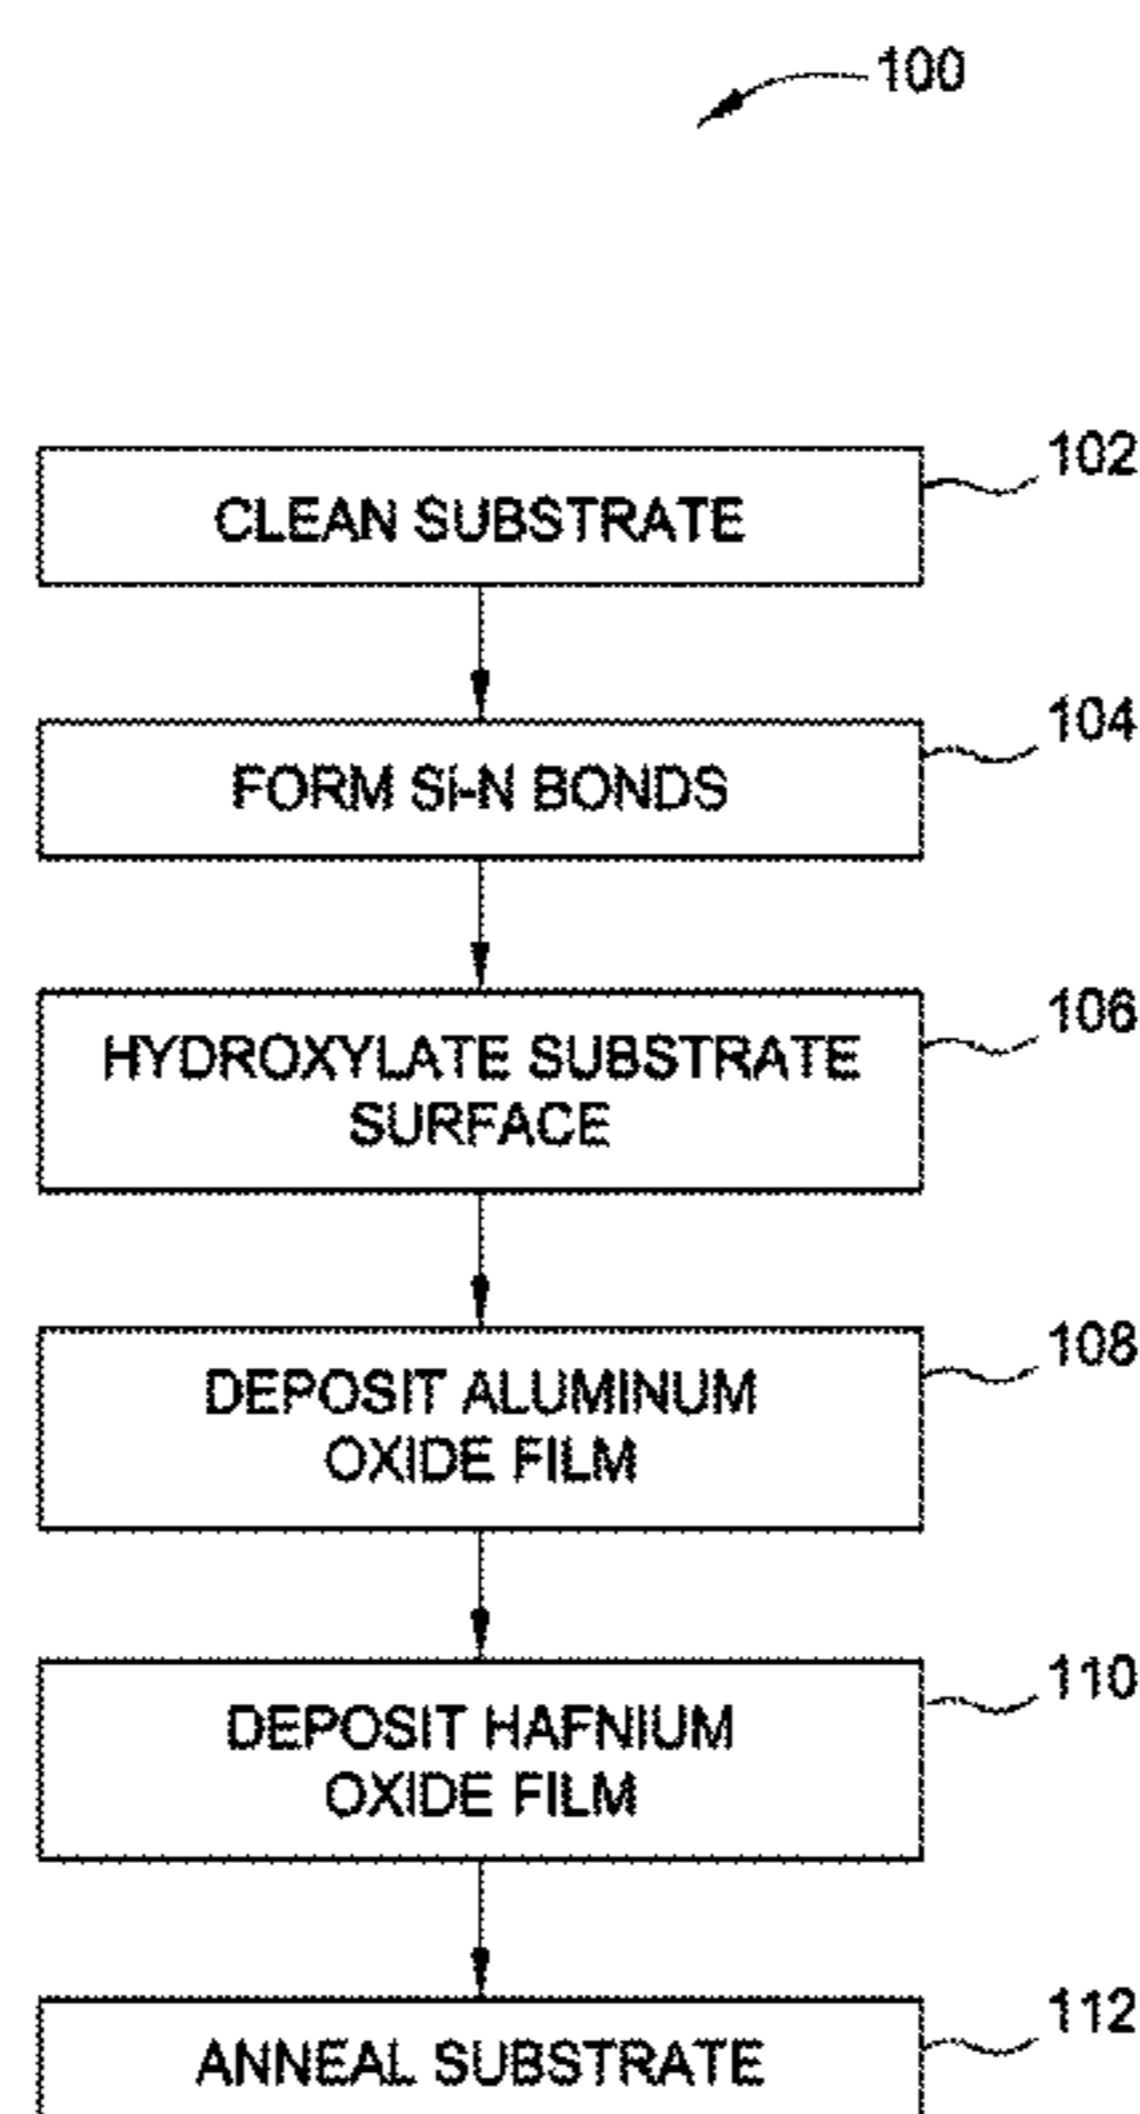 100
102
CLEAN SUBSTRATE
104
FORM Si-N BONDS
106
HYDROXYLATE SUBSTRATE
SURFACE
108
DEPOSIT ALUMINUM
OXIDE FILM
110
DEPOSIT HAFNIUM
OXIDE FILM
112
ANNEAL SUBSTRATE